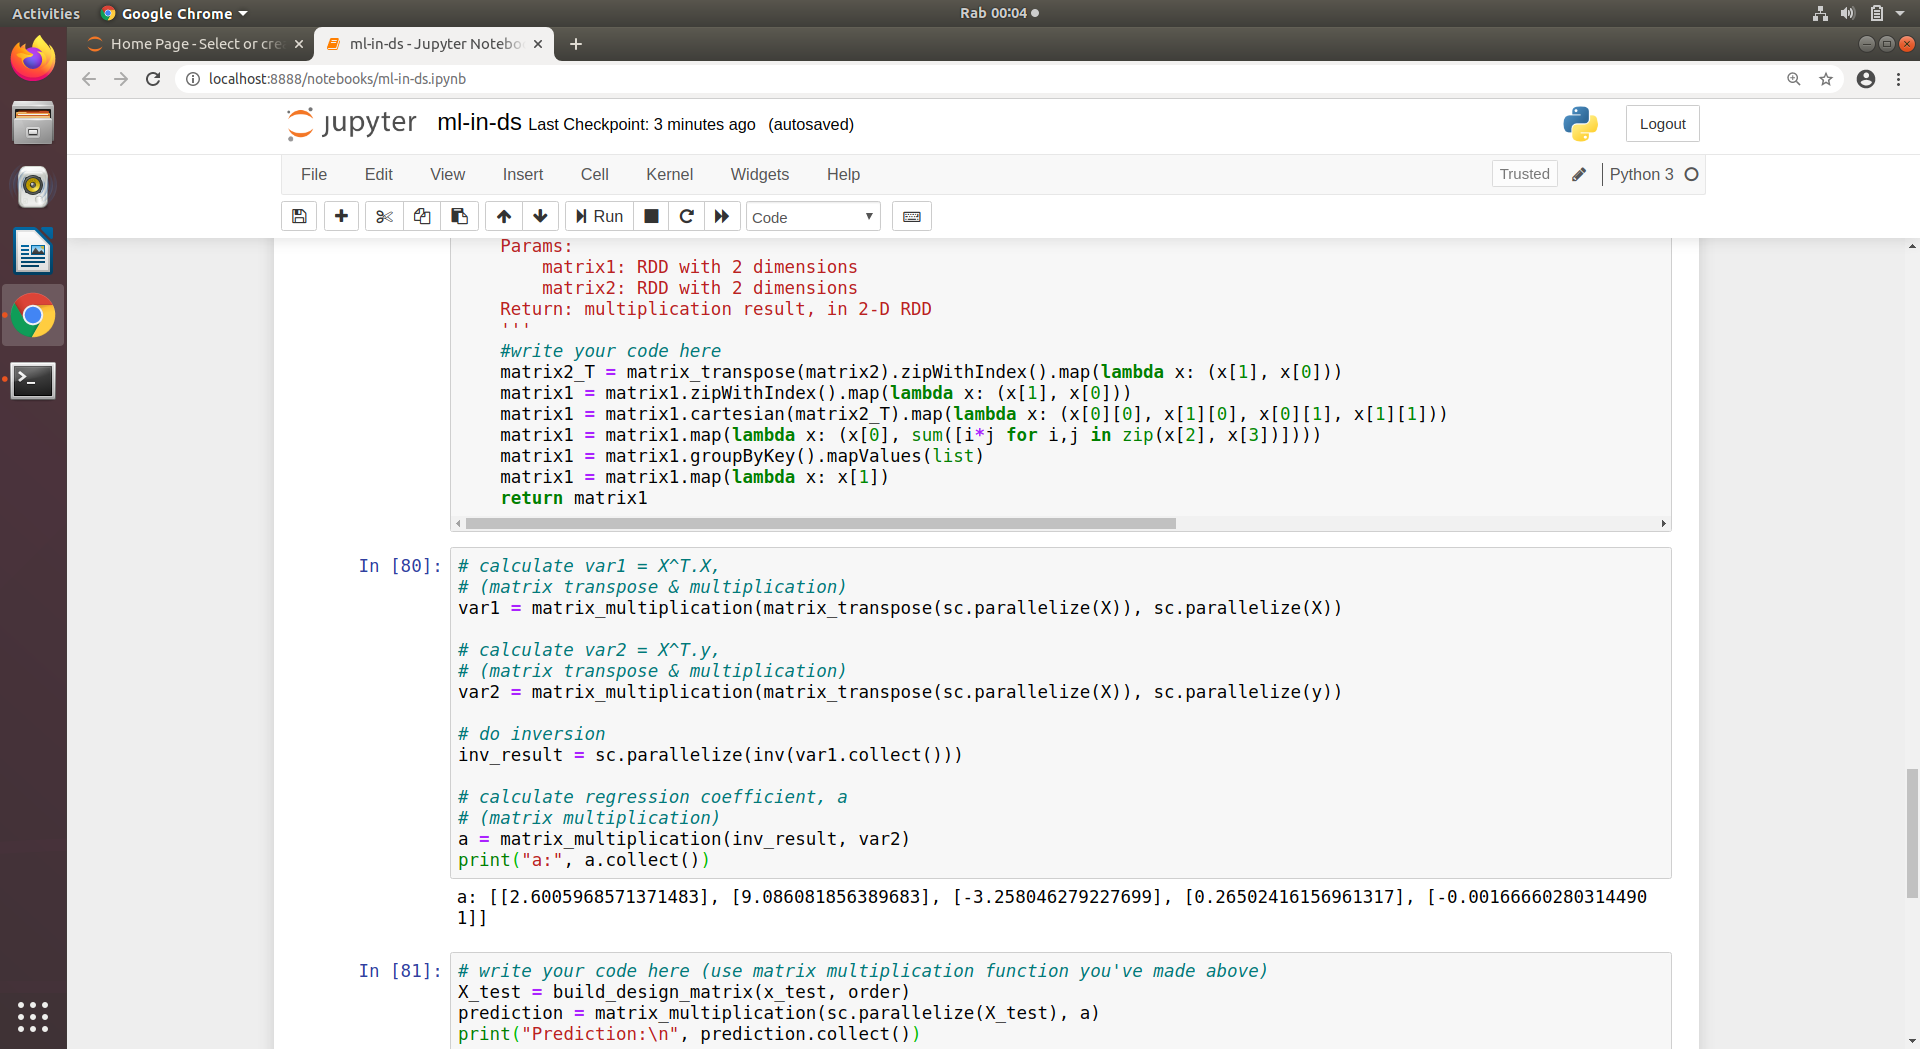 Activities
Google Chrome
Rab 00:04
Home Page - Select or cre
ml-in-ds - Jupyter Notebo
localhost:8888/notebooks/ml-in-ds.ipynb
jupyter
ml-in-ds Last Checkpoint: 3 minutes ago (autosaved)
Logout
File Edit View Insert Cell Kernel Widgets Help
Trusted
Python 3
Run
Code
Params:
matrix1: RDD with 2 dimensions
matrix2: RDD with 2 dimensions
Return: multiplication result, in 2-D RDD
'''
#write your code here
matrix2_T = matrix_transpose(matrix2).zipWithIndex().map(lambda x: (x[1], x[0]))
matrix1 = matrix1.zipWithIndex().map(lambda x: (x[1], x[0]))
matrix1 = matrix1.cartesian(matrix2_T).map(lambda x: (x[0][0], x[1][0], x[0][1], x[1][1]))
matrix1 = matrix1.map(lambda x: (x[0], sum([i*j for i,j in zip(x[2], x[3])])))
matrix1 = matrix1.groupByKey().mapValues(list)
matrix1 = matrix1.map(lambda x: x[1])
return matrix1
In [80]:
# calculate var1 = X^T.X,
# (matrix transpose & multiplication)
var1 = matrix_multiplication(matrix_transpose(sc.parallelize(X)), sc.parallelize(X))
# calculate var2 = X^T.y,
# (matrix transpose & multiplication)
var2 = matrix_multiplication(matrix_transpose(sc.parallelize(X)), sc.parallelize(y))
# do inversion
inv_result = sc.parallelize(inv(var1.collect()))
# calculate regression coefficient, a
# (matrix multiplication)
a = matrix_multiplication(inv_result, var2)
print("a:", a.collect())
a: [[2.6005968571371483], [9.086081856389683], [-3.258046279227699], [0.26502416156961317], [-0.00166660280314490
1]]
In [81]:
# write your code here (use matrix multiplication function you've made above)
X_test = build_design_matrix(x_test, order)
prediction = matrix_multiplication(sc.parallelize(X_test), a)
print("Prediction:\n", prediction.collect())